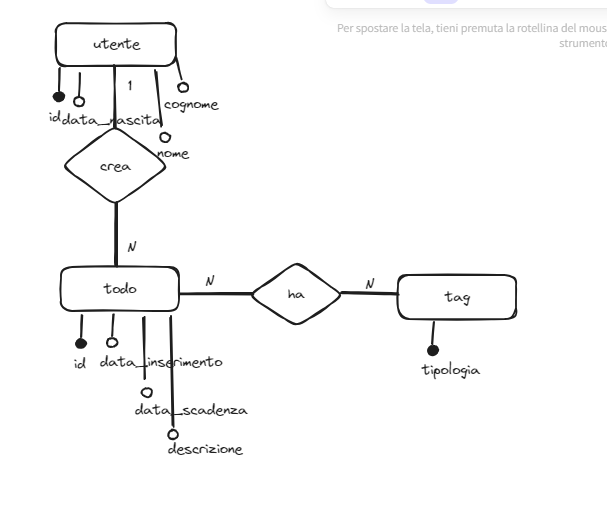 Per spostare la tela, tieni premuta la rotellina del mous
strumento
utente
1
cognome
id
data_nascita
nome
crea
N
todo
N
ha
N
tag
id
data_inserimento
tipologia
data_scadenza
descrizione